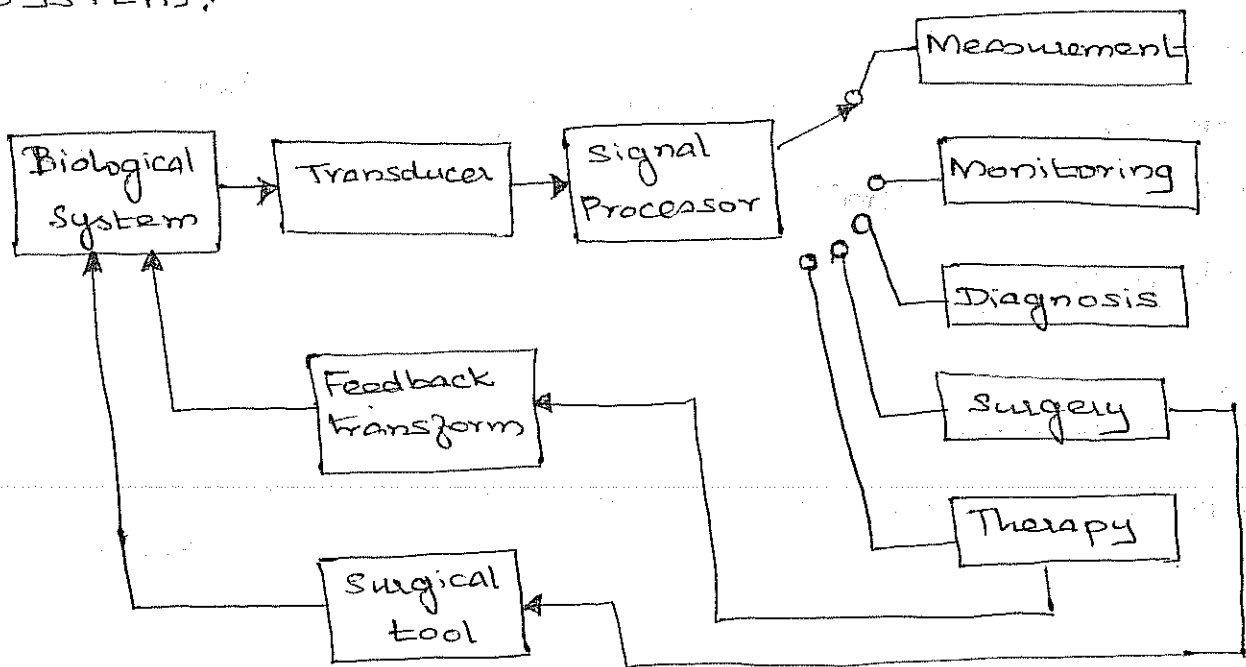 Measurement
Biological
System
Transducer
signal
Processor
Monitoring
Diagnosis
Feedback
transform
Surgery
Therapy
Surgical
tool